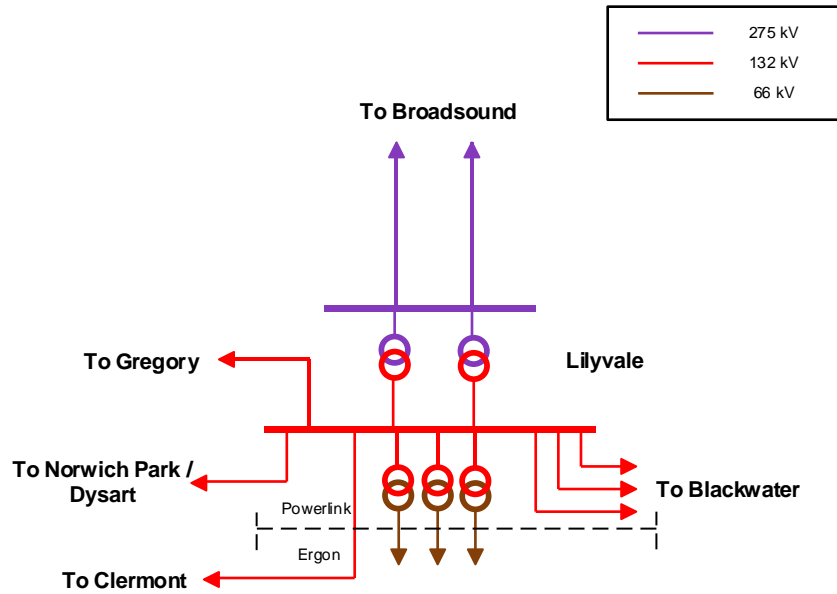 275 kV
132 kV
66 kV
To Broadsound
To Gregory
Lilyvale
To Norwich Park /
Dysart
To Blackwater
Powerlink
Ergon
To Clermont